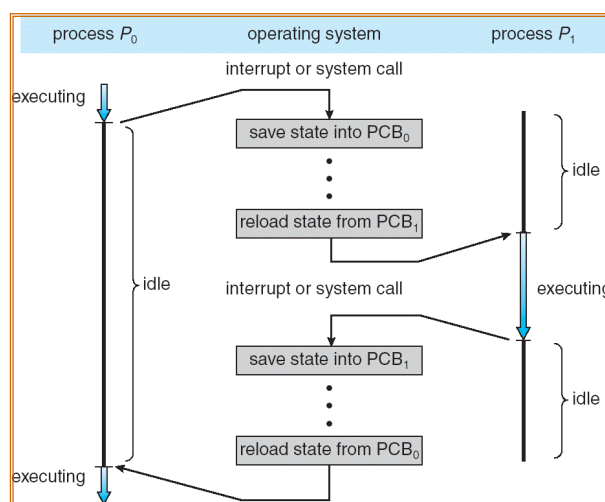 process P₀ operating system process P₁
interrupt or system call
executing
save state into PCB₀
idle
reload state from PCB₁
idle
interrupt or system call
executing
save state into PCB₁
idle
reload state from PCB₀
executing